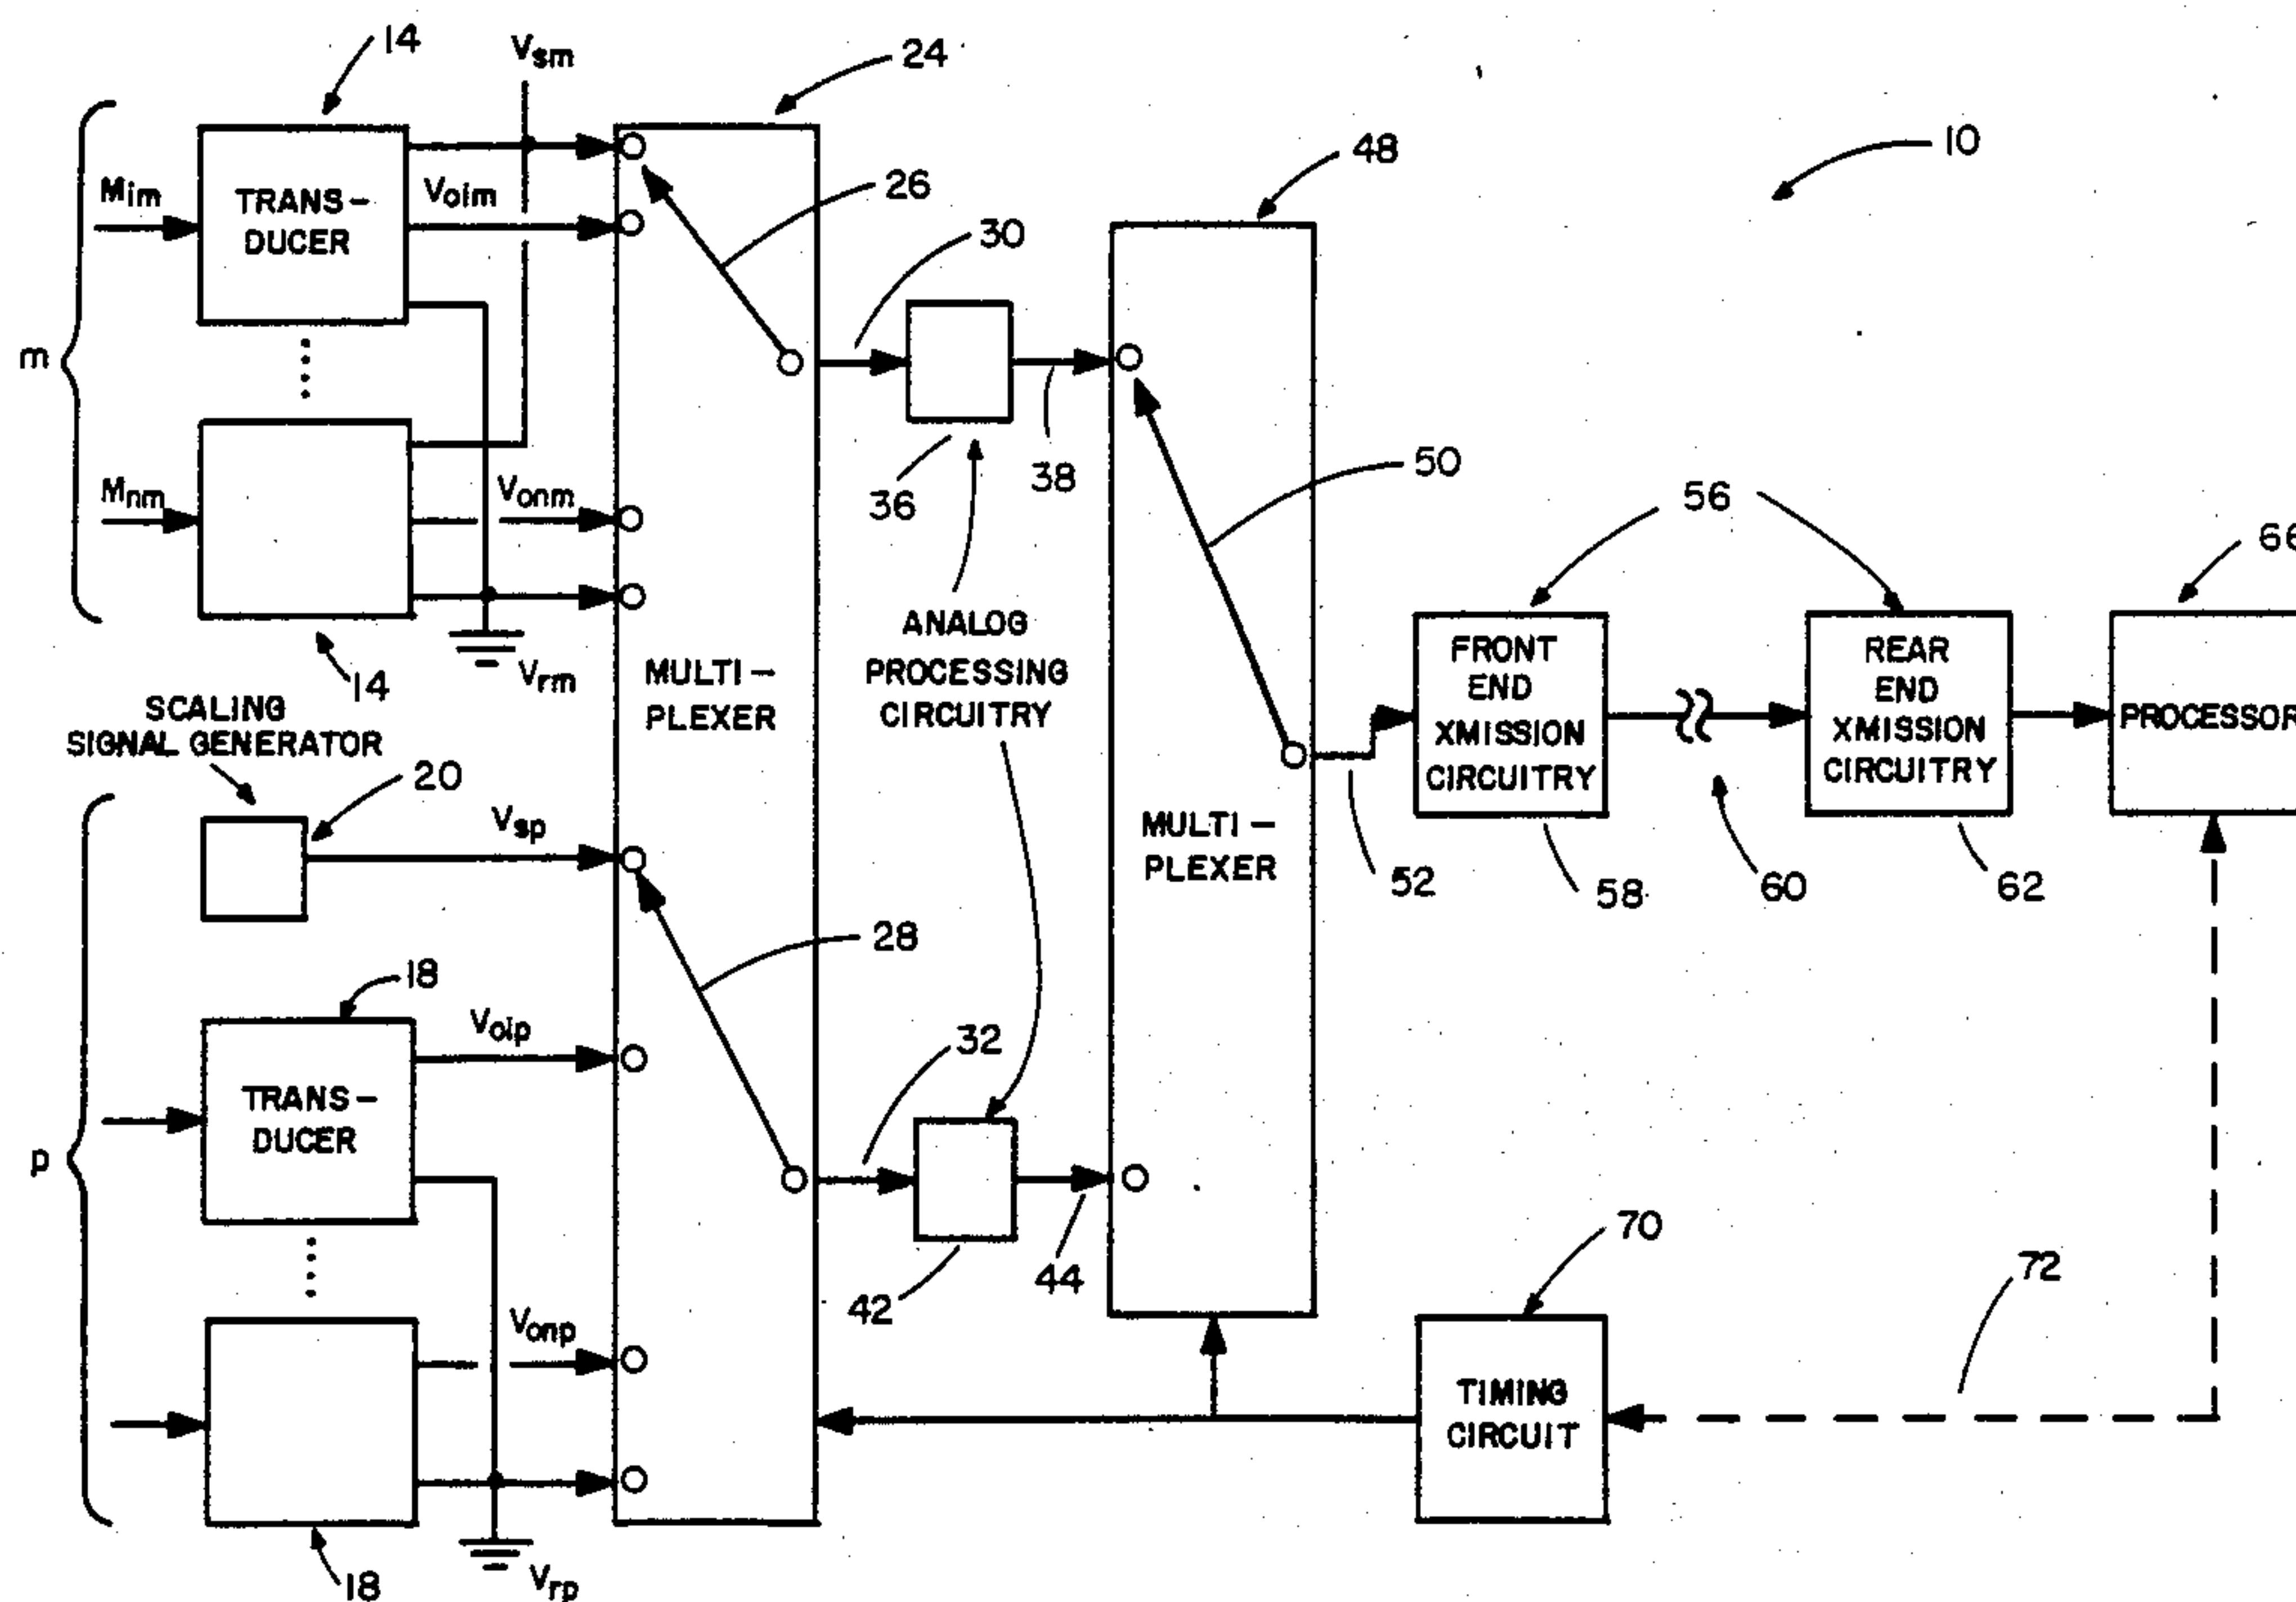 14
Vsm
24
10
48
Mim
TRANS-
DUCER
Voim
26
30
m
Mnm
Vonm
36
38
50
56
66
ANALOG
PROCESSING
CIRCUITRY
Vrm
14
MULTI-
PLEXER
FRONT
END
XMISSION
CIRCUITRY
REAR
END
XMISSION
CIRCUITRY
PROCESSOR
SCALING
SIGNAL GENERATOR
20
Vsp
MULTI-
PLEXER
52
58
60
62
28
18
Voip
32
TRANS-
DUCER
p
42
44
70
72
Vonp
TIMING
CIRCUIT
18
Vrp